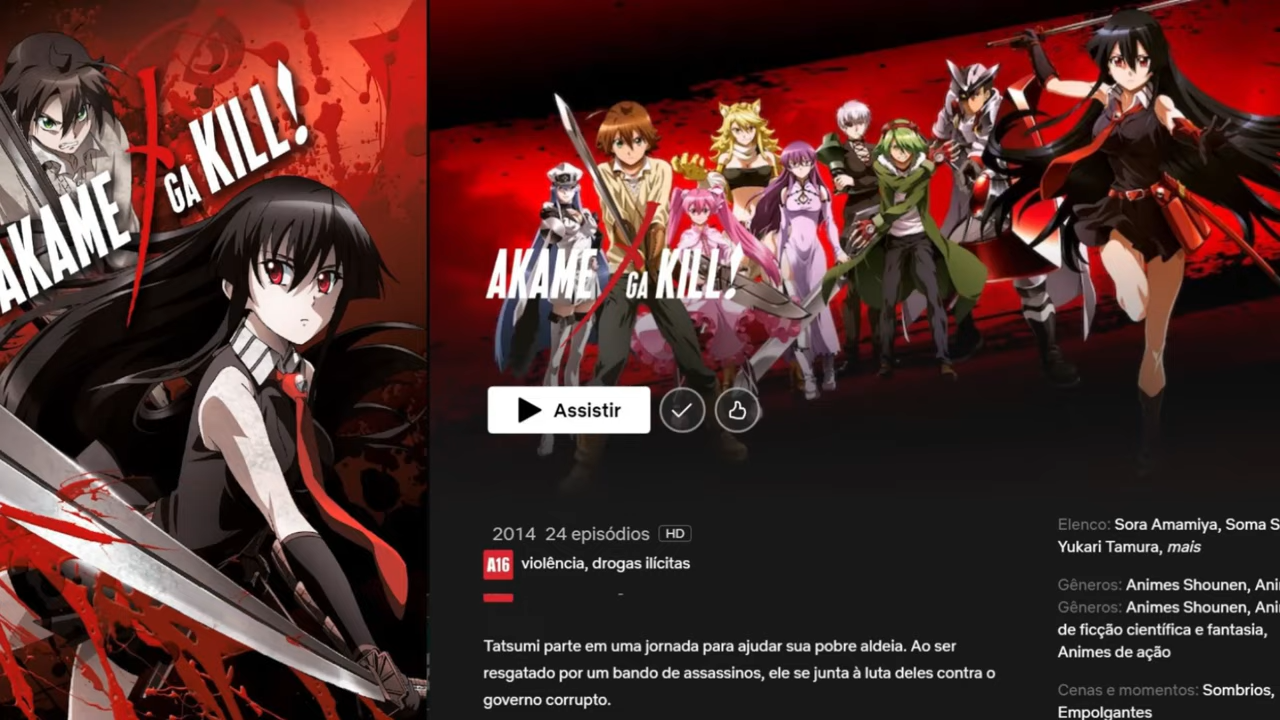 AKAME GA KILL!
AKAME GA KILL!
Assistir
2014 24 episódios HD
A16 violência, drogas ilícitas
Tatsumi parte em uma jornada para ajudar sua pobre aldeia. Ao ser
resgatado por um bando de assassinos, ele se junta à luta deles contra o
governo corrupto.
Elenco: Sora Amamiya, Soma S
Yukari Tamura, mais
Gêneros: Animes Shounen, Ani
Gêneros: Animes Shounen, Ani
de ficção científica e fantasia,
Animes de ação
Cenas e momentos: Sombrios,
Empolgantes